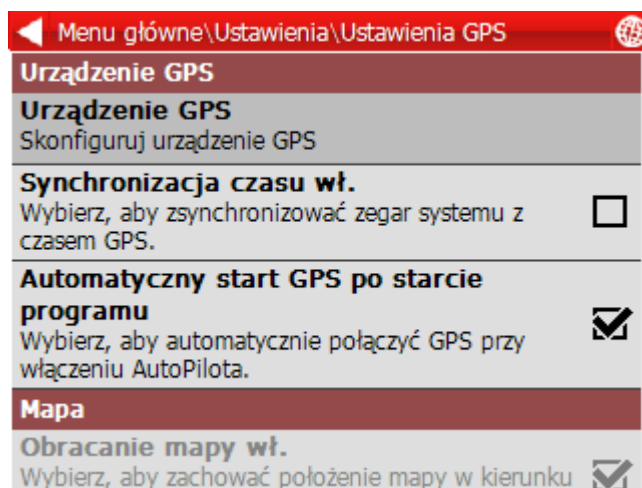 Menu główne\Ustawienia\Ustawienia GPS
Urządzenie GPS
Urządzenie GPS
Skonfiguruj urządzenie GPS
Synchronizacja czasu wł.
Wybierz, aby zsynchronizować zegar systemu z
czasem GPS.
Automatyczny start GPS po starcie
programu
Wybierz, aby automatycznie połączyć GPS przy
włączeniu AutoPilota.
Mapa
Obracanie mapy wł.
Wybierz, aby zachować położenie mapy w kierunku